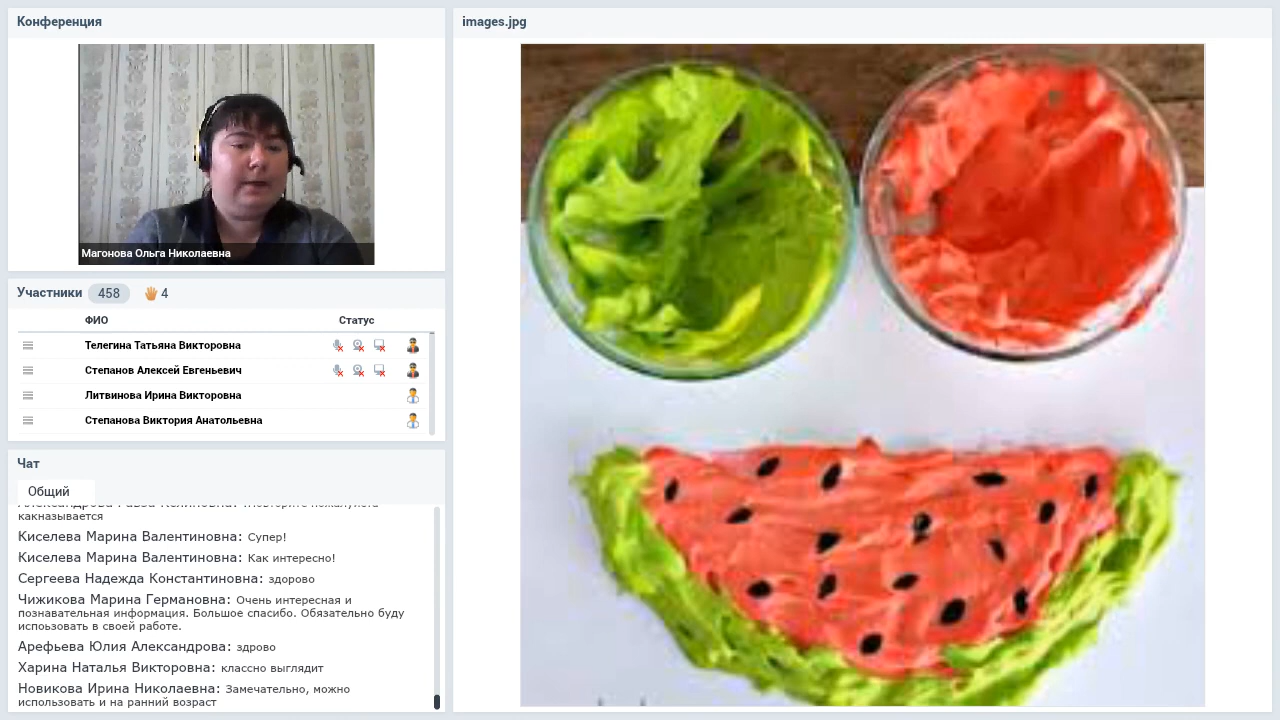 Конференция
Магонова Ольга Николаевна
Участники 458 4
ФИО Статус
Телегина Татьяна Викторовна
Степанов Алексей Евгеньевич
Литвинова Ирина Викторовна
Степанова Виктория Анатольевна
Чат
Общий
какназывается
Киселева Марина Валентиновна: Супер!
Киселева Марина Валентиновна: Как интересно!
Сергеева Надежда Константиновна: здорово
Чижикова Марина Германовна: Очень интересная и
познавательная информация. Большое спасибо. Обязательно буду
использовать в своей работе.
Арефьева Юлия Александрова: здрово
Харина Наталья Викторовна: классно выглядит
Новикова Ирина Николаевна: Замечательно, можно
использовать и на ранний возраст
images.jpg